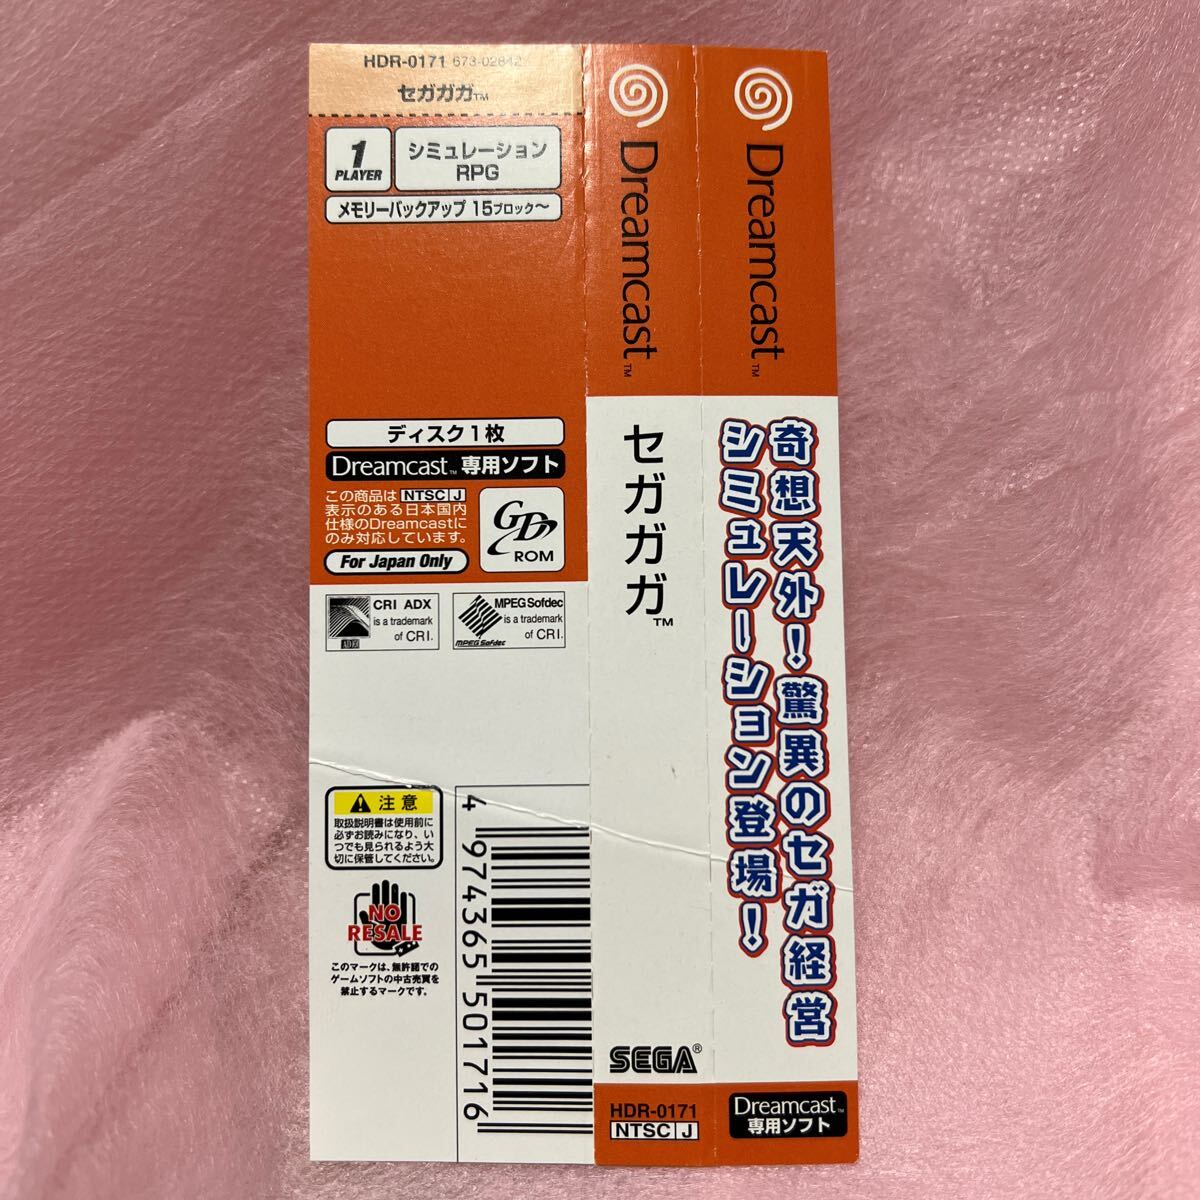 HDR-0171 673-02842
セガガガ™
1
PLAYER
シミュレーション
RPG
メモリーバックアップ 15ブロック〜
ディスク1枚
Dreamcast™ 専用ソフト
この商品は NTSC J
表示のある日本国内
仕様のDreamcastに
のみ対応しています。
For Japan Only
GD
ROM
CRI ADX
is a trademark
of CRI.
ADX
MPEG Sofdec
is a trademark
of CRI.
MPEG Sofdec
注意
取扱説明書は使用前に
必ずお読みになり、い
つでも見られるよう大
切に保管してください。
NO
RESALE
このマークは、無許諾での
ゲームソフトの中古売買を
禁止するマークです。
4 974365 501716
Dreamcast™
セガガガ™
SEGA®
HDR-0171
NTSC J
Dreamcast™
奇想天外！驚異のセガ経営
シミュレーション登場！
Dreamcast™
専用ソフト